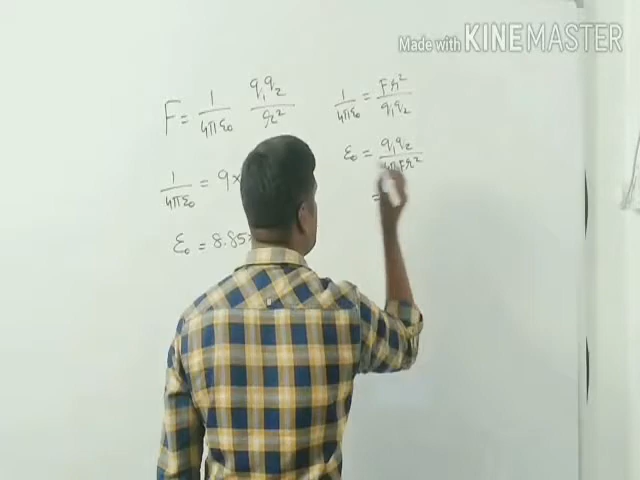 Made with KINEMASTER
F = 1/4πε₀ q₁q₂/r²
1/4πε₀ = 9×
ε₀ = 8.85×
1/4πε₀ = Fr²/q₁q₂
ε₀ = q₁q₂/4πFr²
=